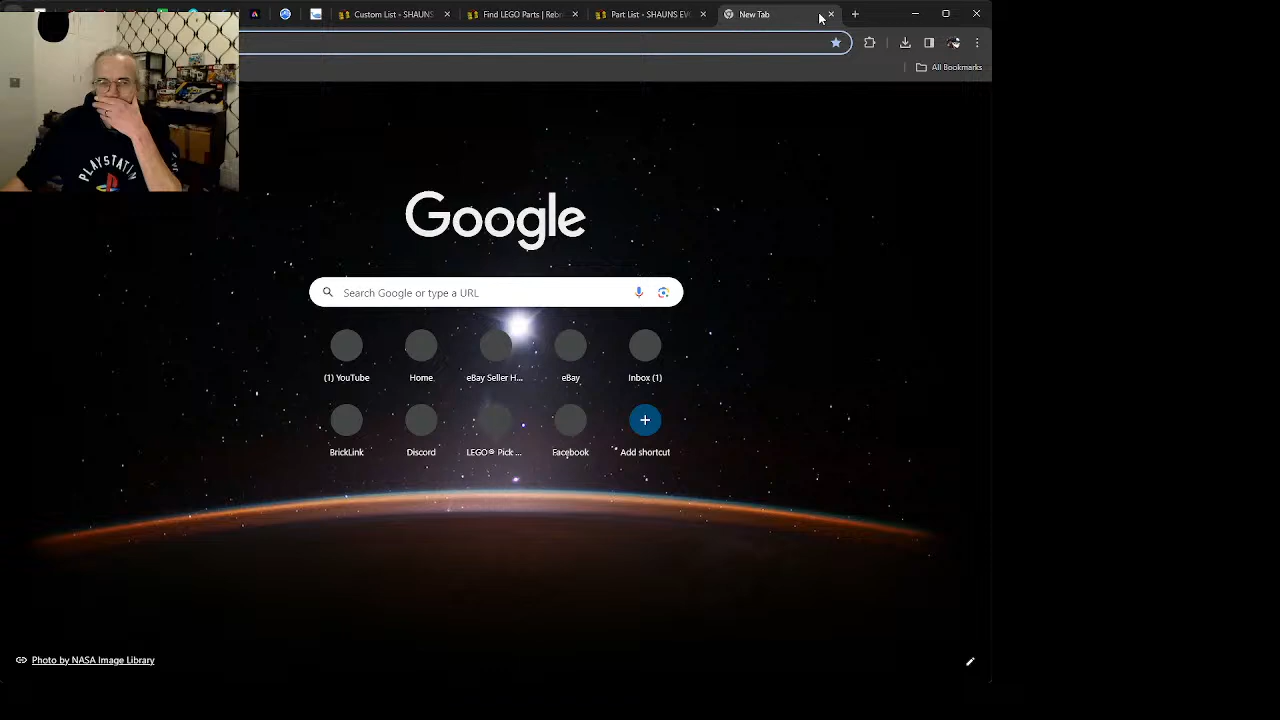 Custom List - SHAUNS
Find LEGO Parts | Reb
Part List - SHAUNS EV
New Tab
All Bookmarks
PLAYSTATI
Google
Search Google or type a URL
(1) YouTube
Home
eBay Seller H...
eBay
Inbox (1)
BrickLink
Discord
LEGO® Pick ...
Facebook
Add shortcut
Photo by NASA Image Library